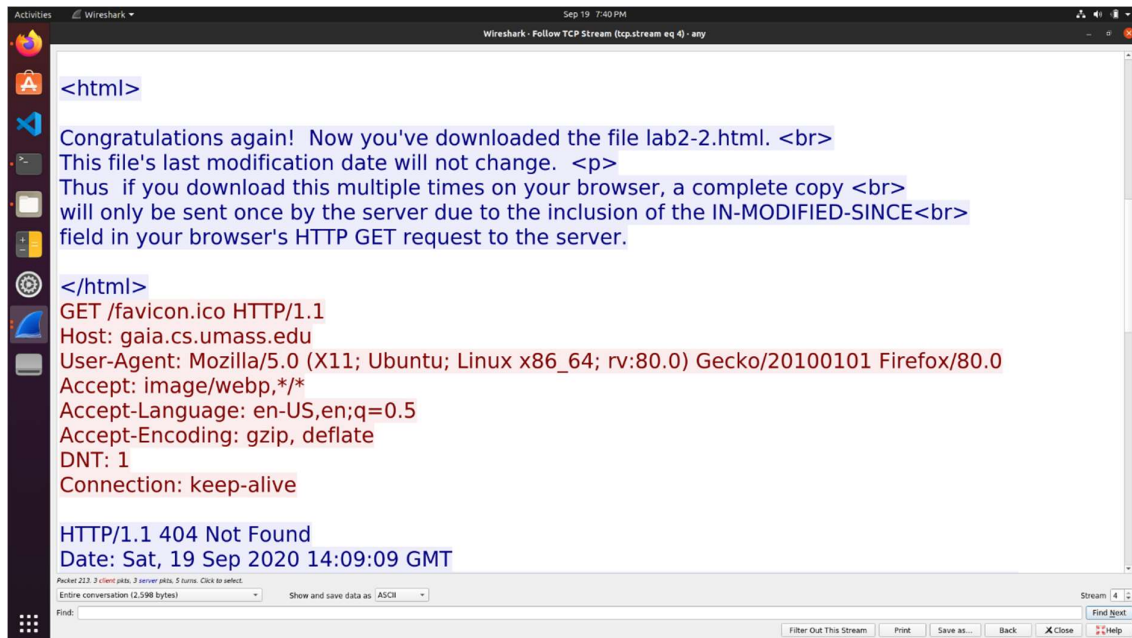 Activities
Wireshark
Sep 19 7:40 PM
Wireshark · Follow TCP Stream (tcp.stream eq 4) · any
<html>
Congratulations again!  Now you've downloaded the file lab2-2.html. <br>
This file's last modification date will not change.  <p>
Thus  if you download this multiple times on your browser, a complete copy <br>
will only be sent once by the server due to the inclusion of the IN-MODIFIED-SINCE<br>
field in your browser's HTTP GET request to the server.
</html>
GET /favicon.ico HTTP/1.1
Host: gaia.cs.umass.edu
User-Agent: Mozilla/5.0 (X11; Ubuntu; Linux x86_64; rv:80.0) Gecko/20100101 Firefox/80.0
Accept: image/webp,*/*
Accept-Language: en-US,en;q=0.5
Accept-Encoding: gzip, deflate
DNT: 1
Connection: keep-alive
HTTP/1.1 404 Not Found
Date: Sat, 19 Sep 2020 14:09:09 GMT
Packet 213. 3 client pkts, 3 server pkts, 5 turns. Click to select.
Entire conversation (2,598 bytes)
Show and save data as ASCII
Stream 4
Find:
Find Next
Filter Out This Stream
Print
Save as...
Back
Close
Help